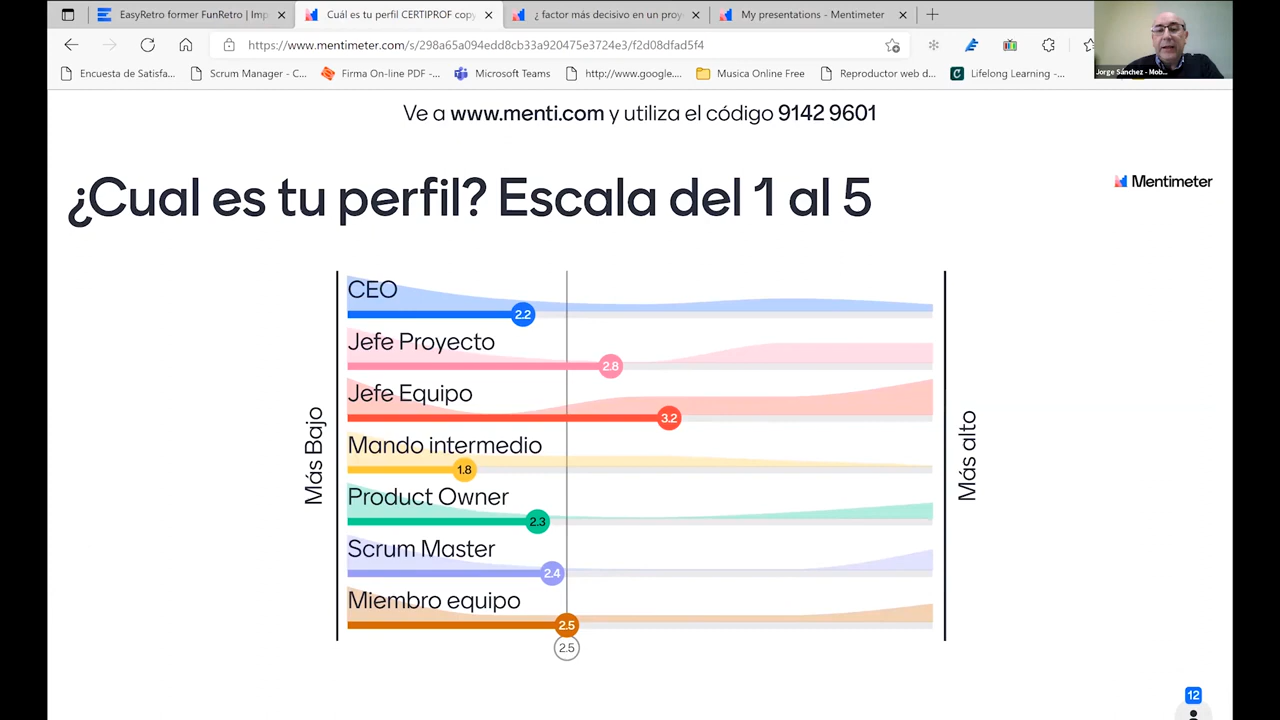 EasyRetro former FunRetro | Imp
Cuál es tu perfil CERTIPROF copy
¿ factor más decisivo en un proy
My presentations - Mentimeter
https://www.mentimeter.com/s/298a65a094edd8cb33a920475e3724e3/f2d08dfad5f4
Encuesta de Satisfa...
Scrum Manager - C...
Firma On-line PDF -...
Microsoft Teams
http://www.google....
Musica Online Free
Reproductor web d...
Lifelong Learning -...
Jorge Sánchez - Mob...
Ve a www.menti.com y utiliza el código 9142 9601
¿Cual es tu perfil? Escala del 1 al 5
Mentimeter
Más Bajo
CEO
2.2
Jefe Proyecto
2.8
Jefe Equipo
3.2
Mando intermedio
1.8
Product Owner
2.3
Scrum Master
2.4
Miembro equipo
2.5
2.5
Más alto
12